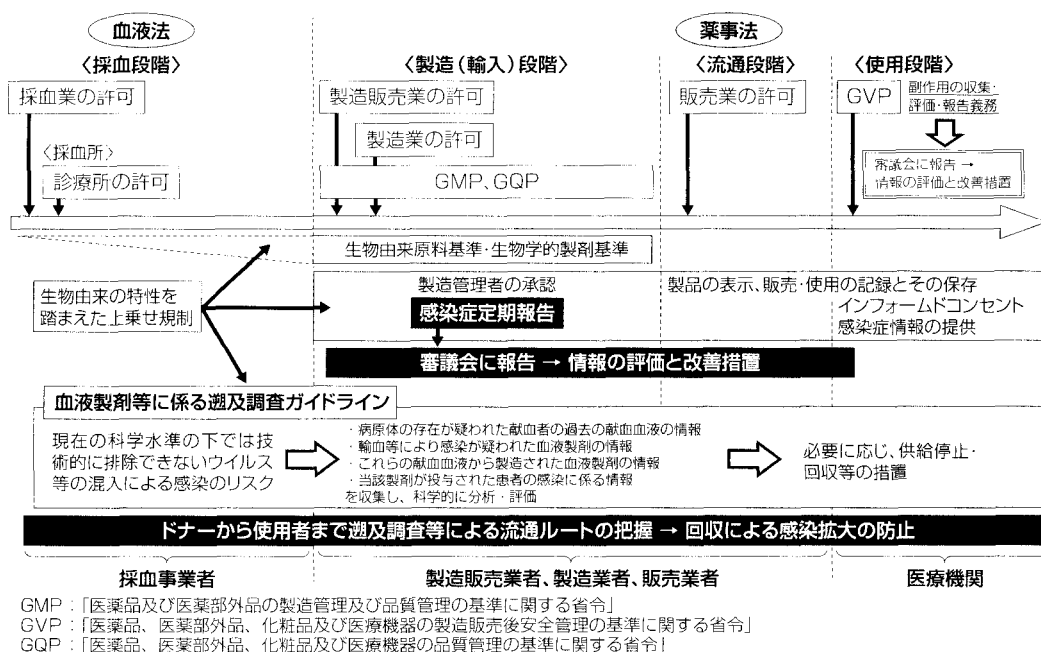 血液法
薬事法
〈採血段階〉
〈製造(輸入)段階〉
〈流通段階〉
〈使用段階〉
採血業の許可
製造販売業の許可
販売業の許可
GVP
副作用の収集・
評価・報告義務
製造業の許可
〈採血所〉
診療所の許可
GMP、GQP
審議会に報告 →
情報の評価と改善措置
生物由来原料基準・生物学的製剤基準
生物由来の特性を
踏まえた上乗せ規制
製造管理者の承認
感染症定期報告
製品の表示、販売・使用の記録とその保存
インフォームドコンセント
感染症情報の提供
審議会に報告 → 情報の評価と改善措置
血液製剤等に係る遡及調査ガイドライン
現在の科学水準の下では技
術的に排除できないウイルス
等の混入による感染のリスク
・病原体の存在が疑われた献血者の過去の献血血液の情報
・輸血等により感染が疑われた血液製剤の情報
・これらの献血血液から製造された血液製剤の情報
・当該製剤が投与された患者の感染に係る情報
を収集し、科学的に分析・評価
必要に応じ、供給停止・
回収等の措置
ドナーから使用者まで遡及調査等による流通ルートの把握 → 回収による感染拡大の防止
採血事業者
製造販売業者、製造業者、販売業者
医療機関
GMP:「医薬品及び医薬部外品の製造管理及び品質管理の基準に関する省令」
GVP:「医薬品、医薬部外品、化粧品及び医療機器の製造販売後安全管理の基準に関する省令」
GQP:「医薬品、医薬部外品、化粧品及び医療機器の品質管理の基準に関する省令」